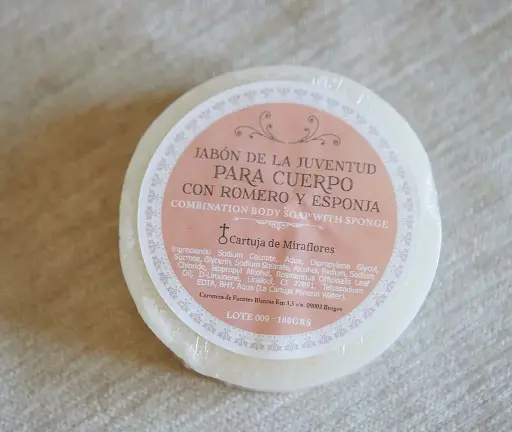 JABÓN DE LA JUVENTUD
PARA CUERPO
CON ROMERO Y ESPONJA
COMBINATION BODY SOAP WITH SPONGE
Cartuja de Miraflores
Ingredients: Sodium Cocoate, Aqua, Dipropylene Glycol,
Sucrose, Glycerin, Sodium Stearate, Alcohol, Parfum, Sodium
Chloride, Isopropyl Alcohol, Rosmarinus Officinalis Leaf
Oil, D-Limonene, Linalool, CI 77891, Tetrasodium
EDTA, BHT, Aqua (La Cartuja Mineral Water).
Carretera de Fuentes Blancas Km 3,5 s/n. 09002 Burgos
LOTE 009 - 100GRS